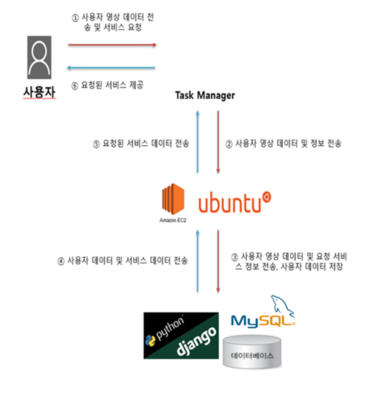 ① 사용자 영상 데이터 전
송 및 서비스 요청
⑥ 요청된 서비스 제공
사용자
Task Manager
⑤ 요청된 서비스 데이터 전송
② 사용자 영상 데이터 및 정보 전송
Amazon EC2
ubuntu
④ 사용자 데이터 및 서비스 데이터 전송
③ 사용자 영상 데이터 및 요청 서비
스 정보 전송, 사용자 데이터 저장
python
django
MySQL
데이터베이스